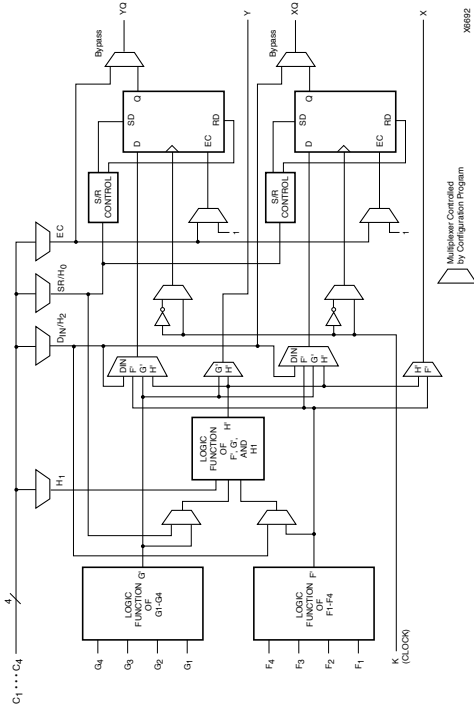 C1 • • • C4
4
H1
DIN/H2
SR/H0
EC
G4
G3
G2
G1
LOGIC
FUNCTION
OF
G1-G4
G'
F4
F3
F2
F1
LOGIC
FUNCTION
OF
F1-F4
F'
K
(CLOCK)
LOGIC
FUNCTION
OF
F', G',
AND
H1
H'
DIN
F'
G'
H'
G'
H'
DIN
F'
G'
H'
H'
F'
S/R
CONTROL
D
SD
Q
EC
RD
1
Bypass
YQ
Y
S/R
CONTROL
D
SD
Q
EC
RD
1
Bypass
XQ
X
Multiplexer Controlled
by Configuration Program
X6692